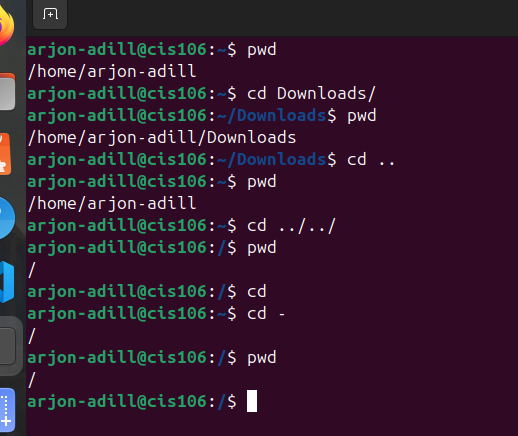 arjon-adill@cis106:~$ pwd
/home/arjon-adill
arjon-adill@cis106:~$ cd Downloads/
arjon-adill@cis106:~/Downloads$ pwd
/home/arjon-adill/Downloads
arjon-adill@cis106:~/Downloads$ cd ..
arjon-adill@cis106:~$ pwd
/home/arjon-adill
arjon-adill@cis106:~$ cd ../../
arjon-adill@cis106:/$ pwd
/
arjon-adill@cis106:/$ cd
arjon-adill@cis106:~$ cd -
/
arjon-adill@cis106:/$ pwd
/
arjon-adill@cis106:/$